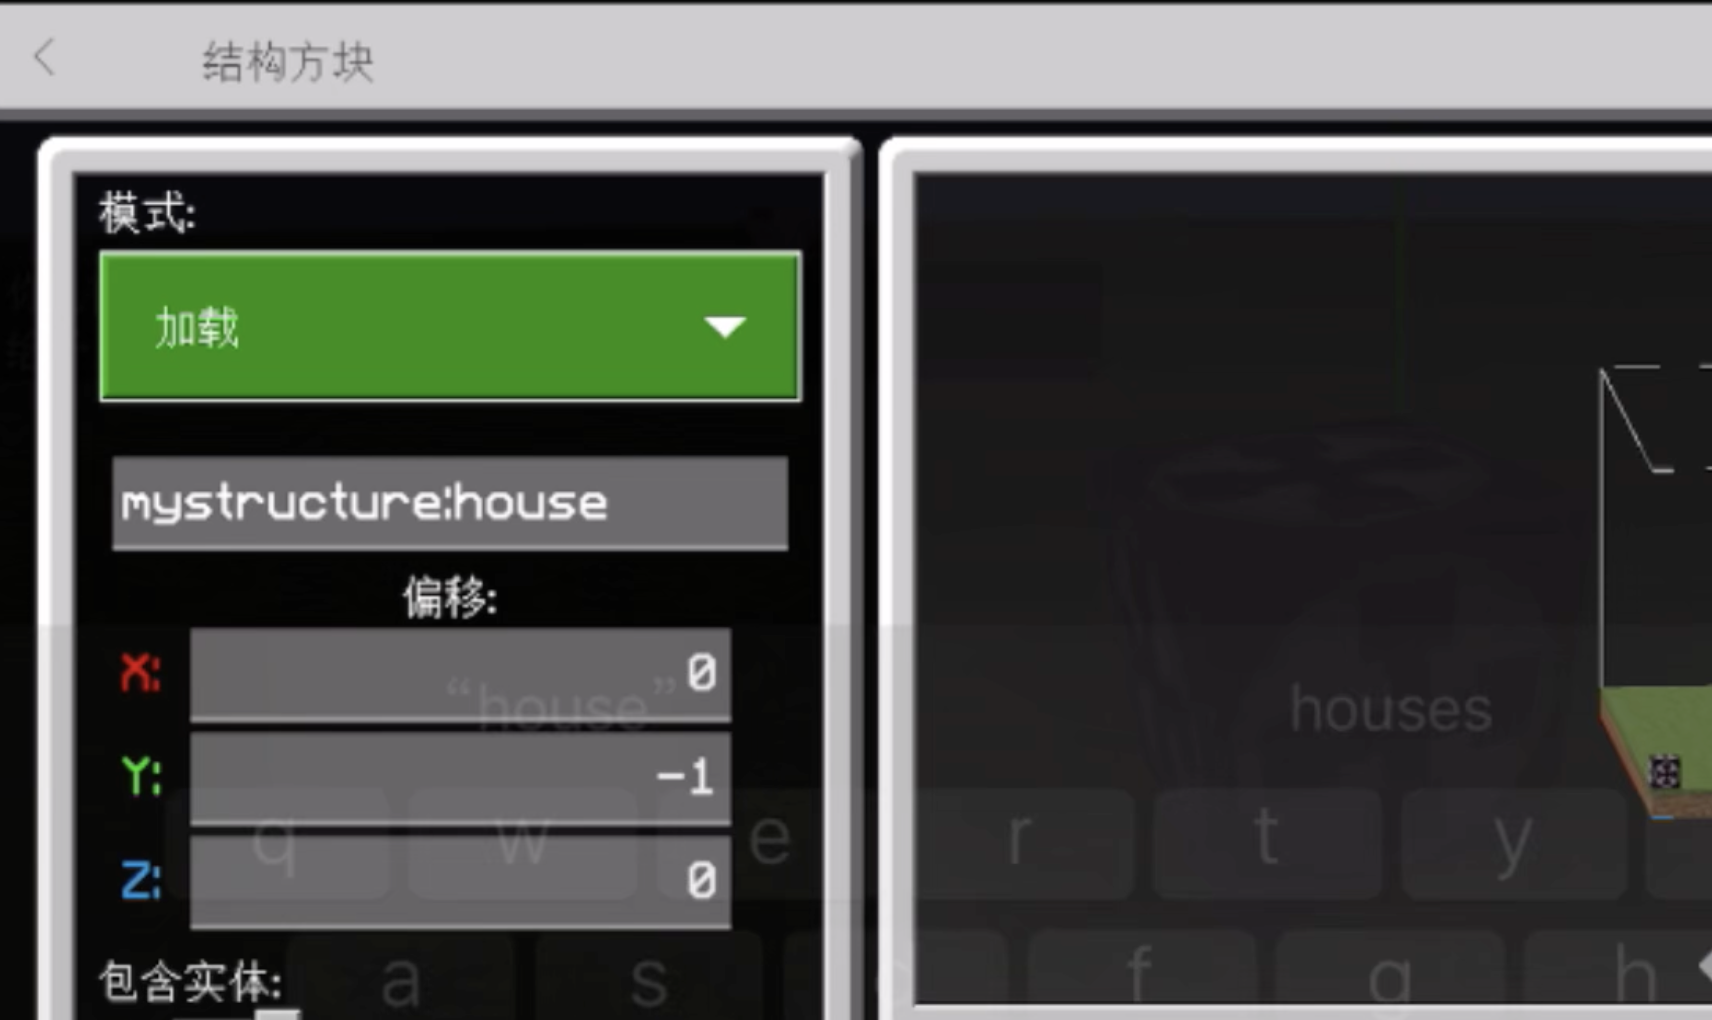 结构方块
模式:
加载
mystructure:house
偏移:
X: 0
“house” houses
Y: -1
q w e r t y
Z: 0
包含实体:
a s d f g h